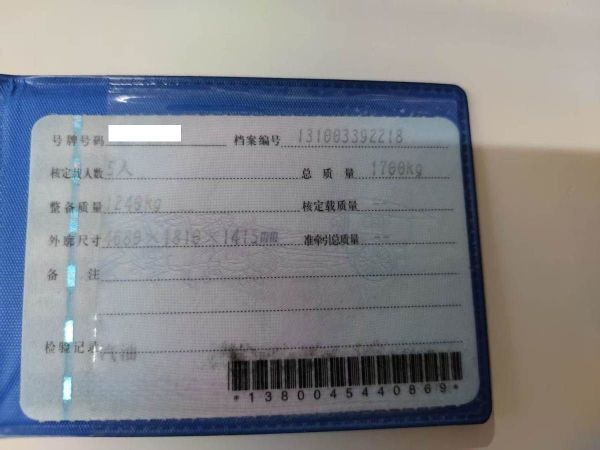 号牌号码 档案编号 131003392218
核定载人数 5人 总质量 1700kg
整备质量 1240kg 核定载质量 --
外廓尺寸 4680×1810×1415mm 准牵引总质量 --
备注
检验记录 汽油
*1380045440869*